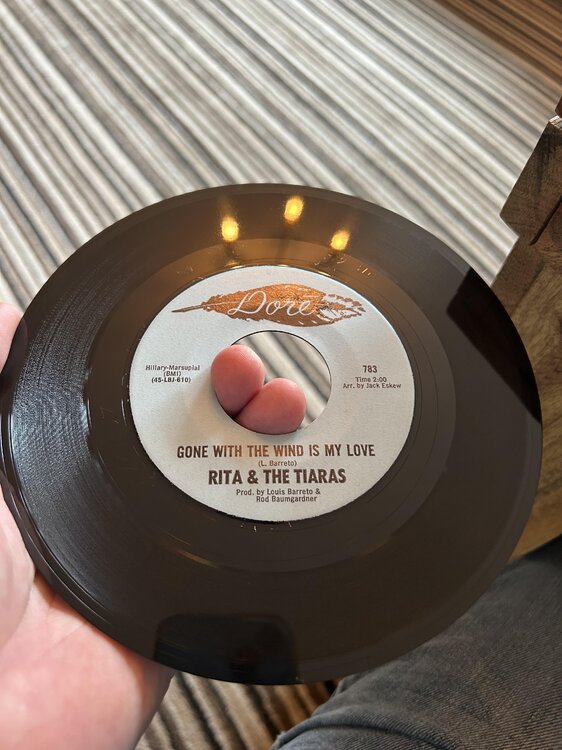 Dore
Hillary-Marsupial
(BMI)
(45-LBJ-610)
783
Time 2:00
Arr. by Jack Eskew
GONE WITH THE WIND IS MY LOVE
(L. Barreto)
RITA & THE TIARAS
Prod. by Louis Barreto &
Rod Baumgardner